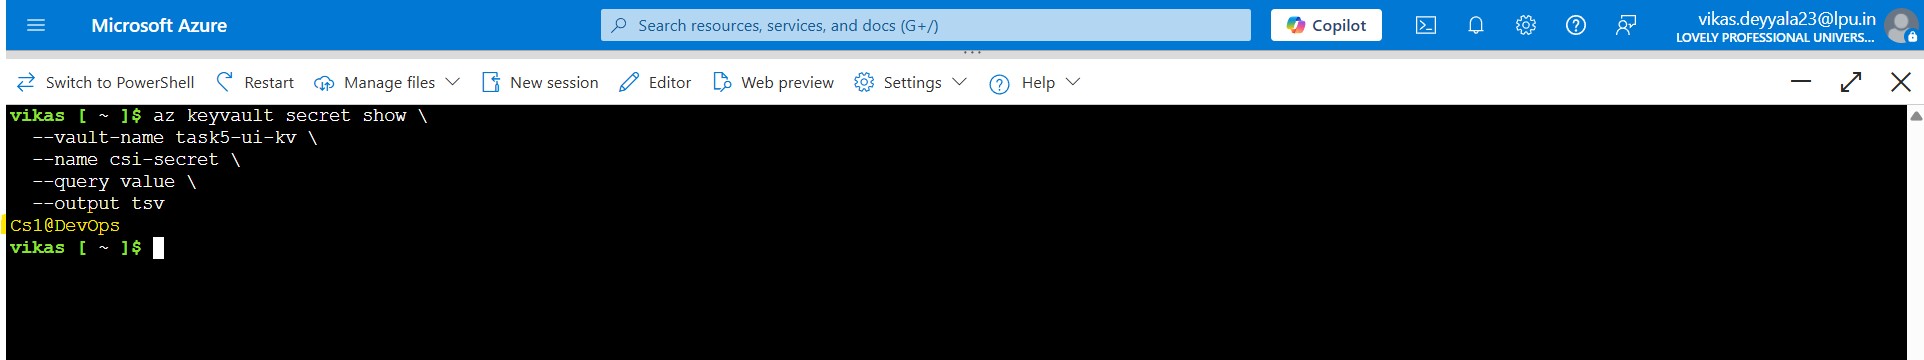 Microsoft Azure
Search resources, services, and docs (G+/)
Copilot
vikas.deyyala23@lpu.in
LOVELY PROFESSIONAL UNIVERS...
Switch to PowerShell
Restart
Manage files
New session
Editor
Web preview
Settings
Help
vikas [ ~ ]$ az keyvault secret show \
--vault-name task5-ui-kv \
--name csi-secret \
--query value \
--output tsv
Cs1@DevOps
vikas [ ~ ]$